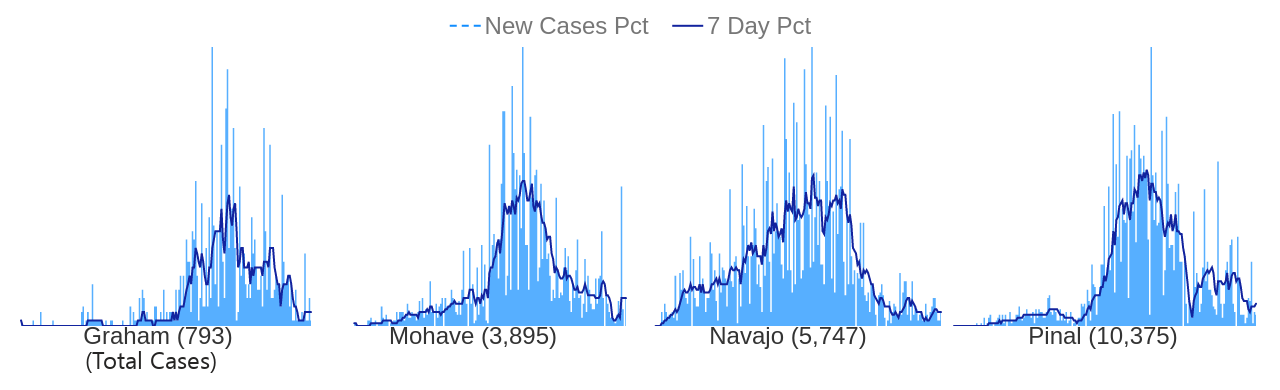 New Cases Pct 7 Day Pct
Graham (793) Mohave (3,895) Navajo (5,747) Pinal (10,375)
(Total Cases)